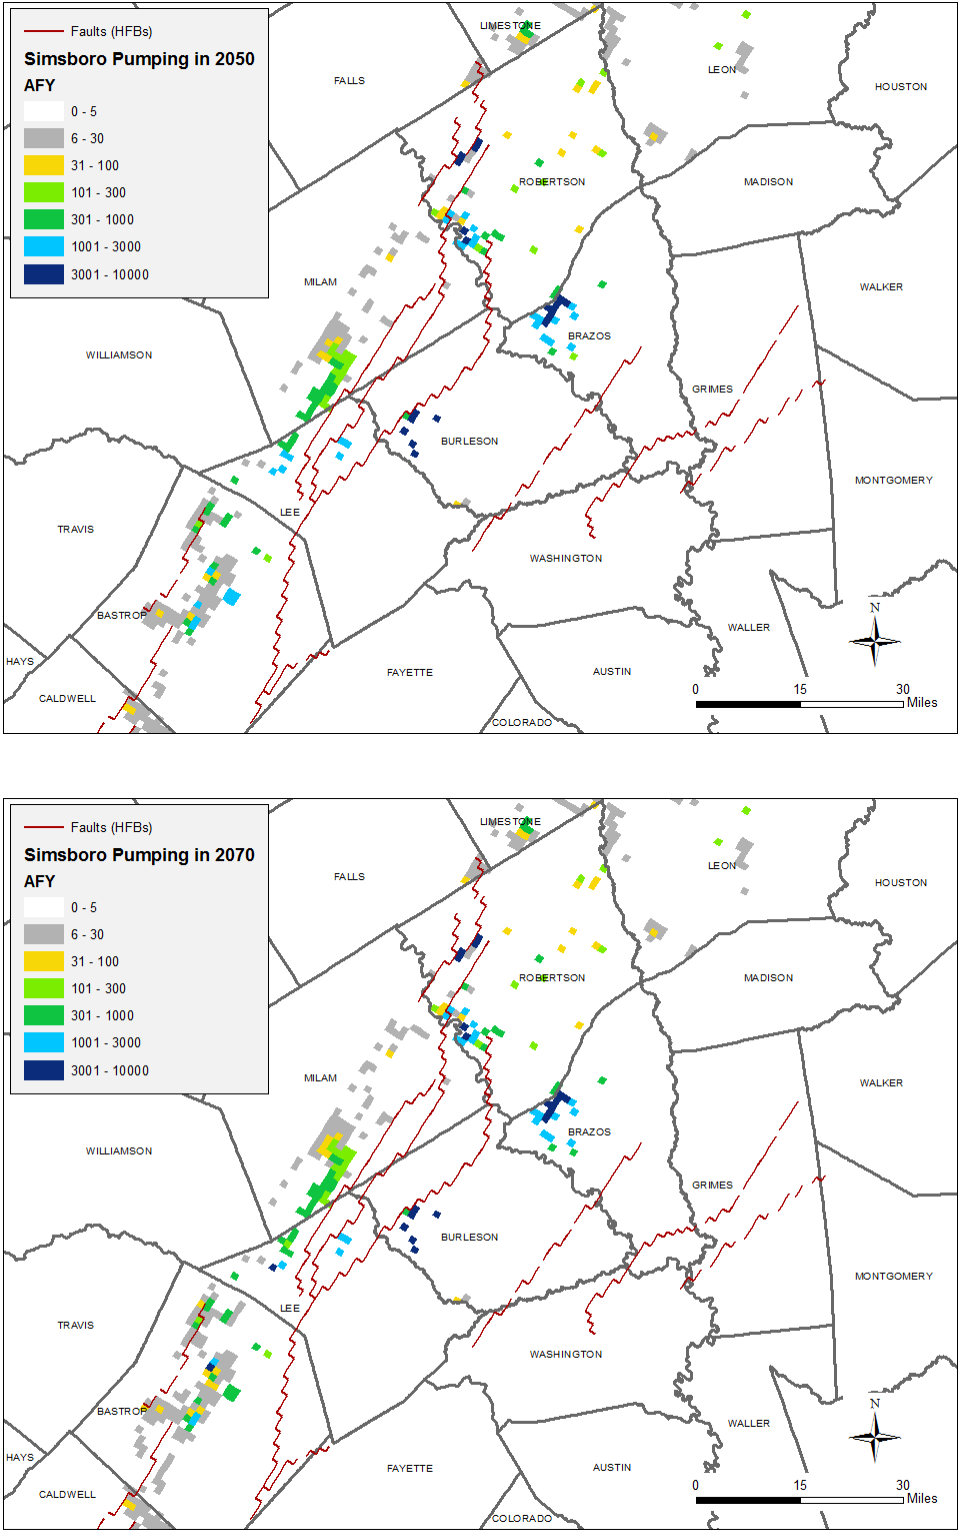 Faults (HFBs)
Simsboro Pumping in 2050
AFY
0 - 5
6 - 30
31 - 100
101 - 300
301 - 1000
1001 - 3000
3001 - 10000
LIMESTONE
FALLS
LEON
HOUSTON
ROBERTSON
MADISON
MILAM
WALKER
WILLIAMSON
BRAZOS
GRIMES
BURLESON
MONTGOMERY
TRAVIS
LEE
WASHINGTON
BASTROP
WALLER
N
HAYS
FAYETTE
AUSTIN
CALDWELL
COLORADO
0 15 30
Miles
Faults (HFBs)
Simsboro Pumping in 2070
AFY
0 - 5
6 - 30
31 - 100
101 - 300
301 - 1000
1001 - 3000
3001 - 10000
LIMESTONE
FALLS
LEON
HOUSTON
ROBERTSON
MADISON
MILAM
WALKER
WILLIAMSON
BRAZOS
GRIMES
BURLESON
MONTGOMERY
TRAVIS
LEE
WASHINGTON
BASTROP
WALLER
N
HAYS
FAYETTE
AUSTIN
CALDWELL
COLORADO
0 15 30
Miles